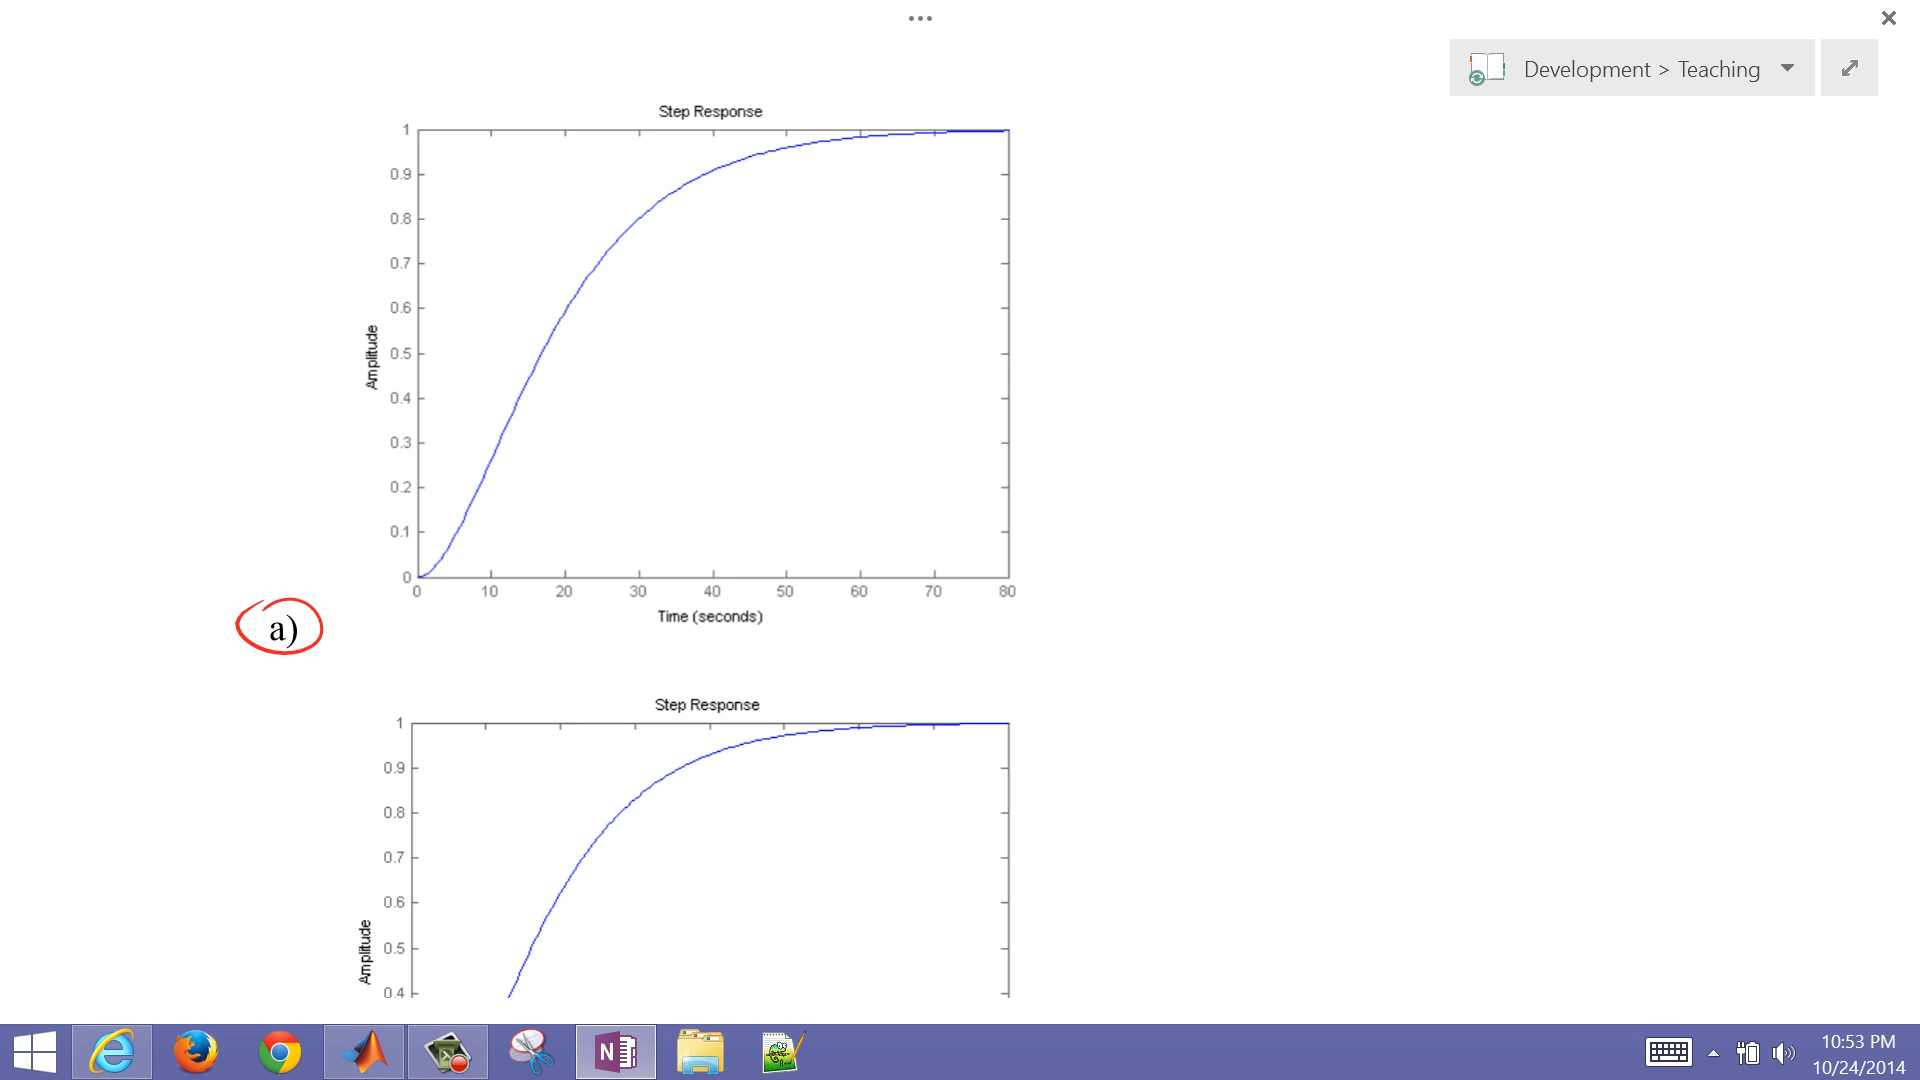 Development > Teaching
Step Response
1
0.9
0.8
0.7
0.6
0.5
0.4
0.3
0.2
0.1
0
Amplitude
0 10 20 30 40 50 60 70 80
Time (seconds)
a)
Step Response
1
0.9
0.8
0.7
0.6
0.5
0.4
Amplitude
N
10:53 PM
10/24/2014